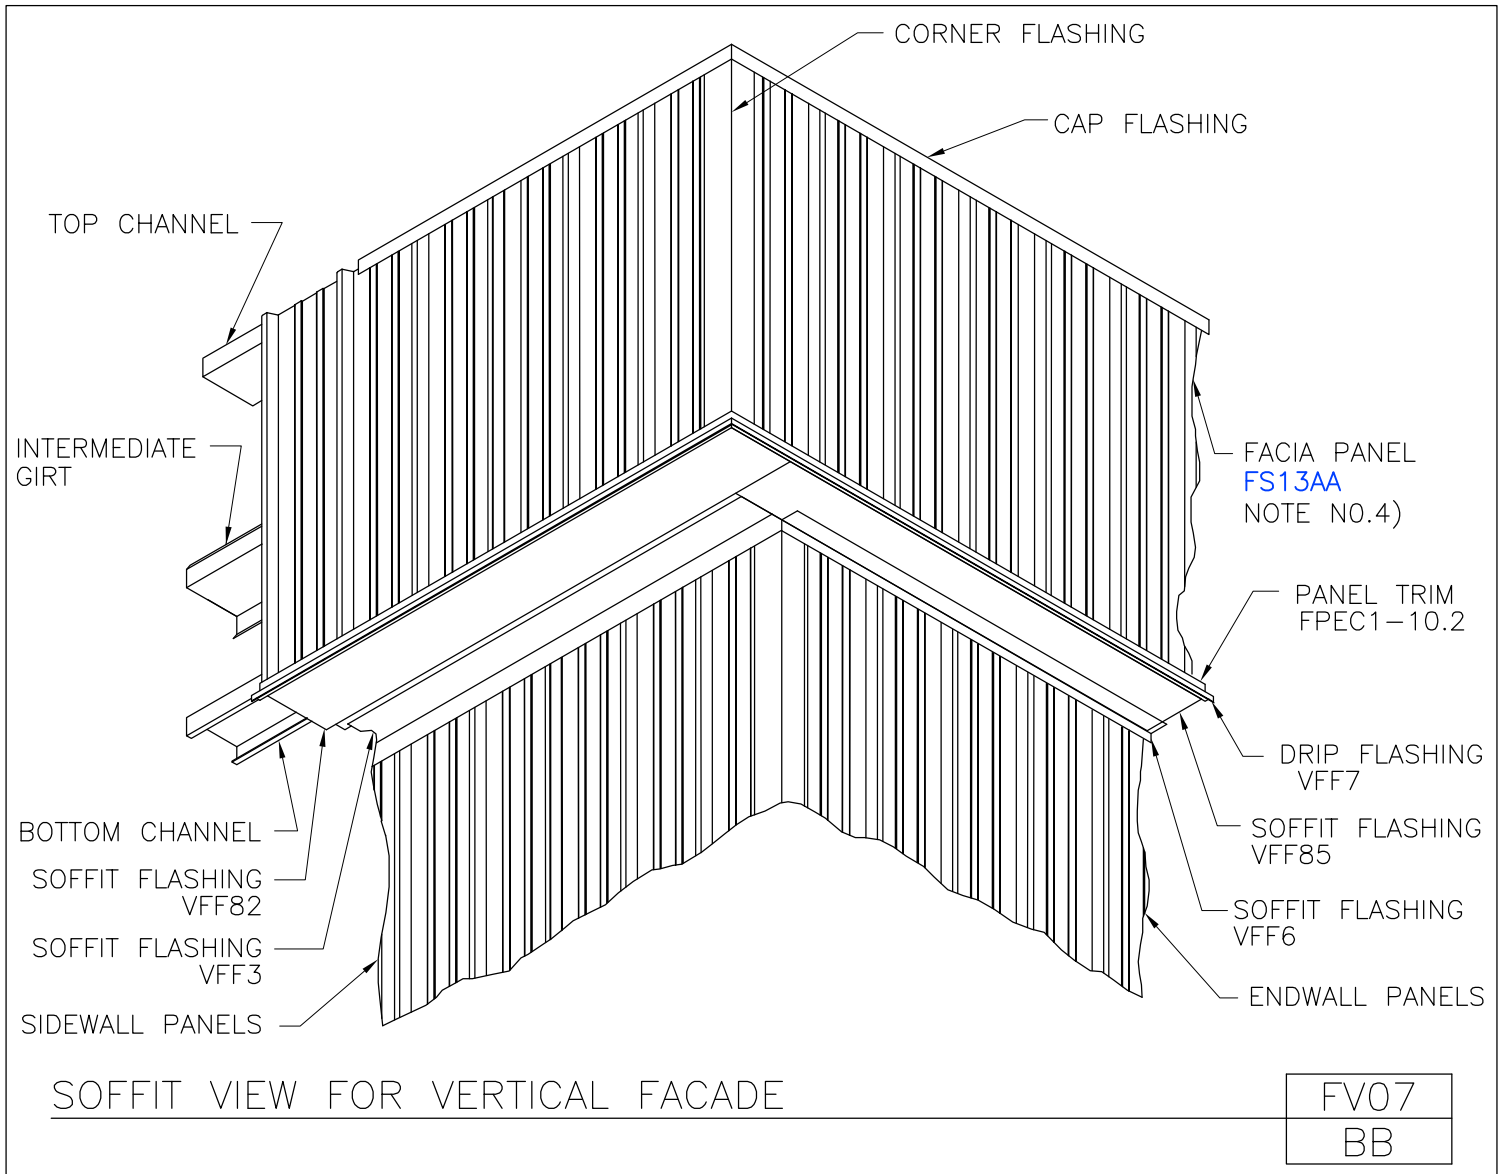 CORNER FLASHING
CAP FLASHING
TOP CHANNEL
INTERMEDIATE
GIRT
FACIA PANEL
FS13AA
NOTE NO.4)
PANEL TRIM
FPEC1-10.2
DRIP FLASHING
VFF7
BOTTOM CHANNEL
SOFFIT FLASHING
VFF85
SOFFIT FLASHING
VFF82
SOFFIT FLASHING
VFF6
SOFFIT FLASHING
VFF3
ENDWALL PANELS
SIDEWALL PANELS
SOFFIT VIEW FOR VERTICAL FACADE
FV07
BB